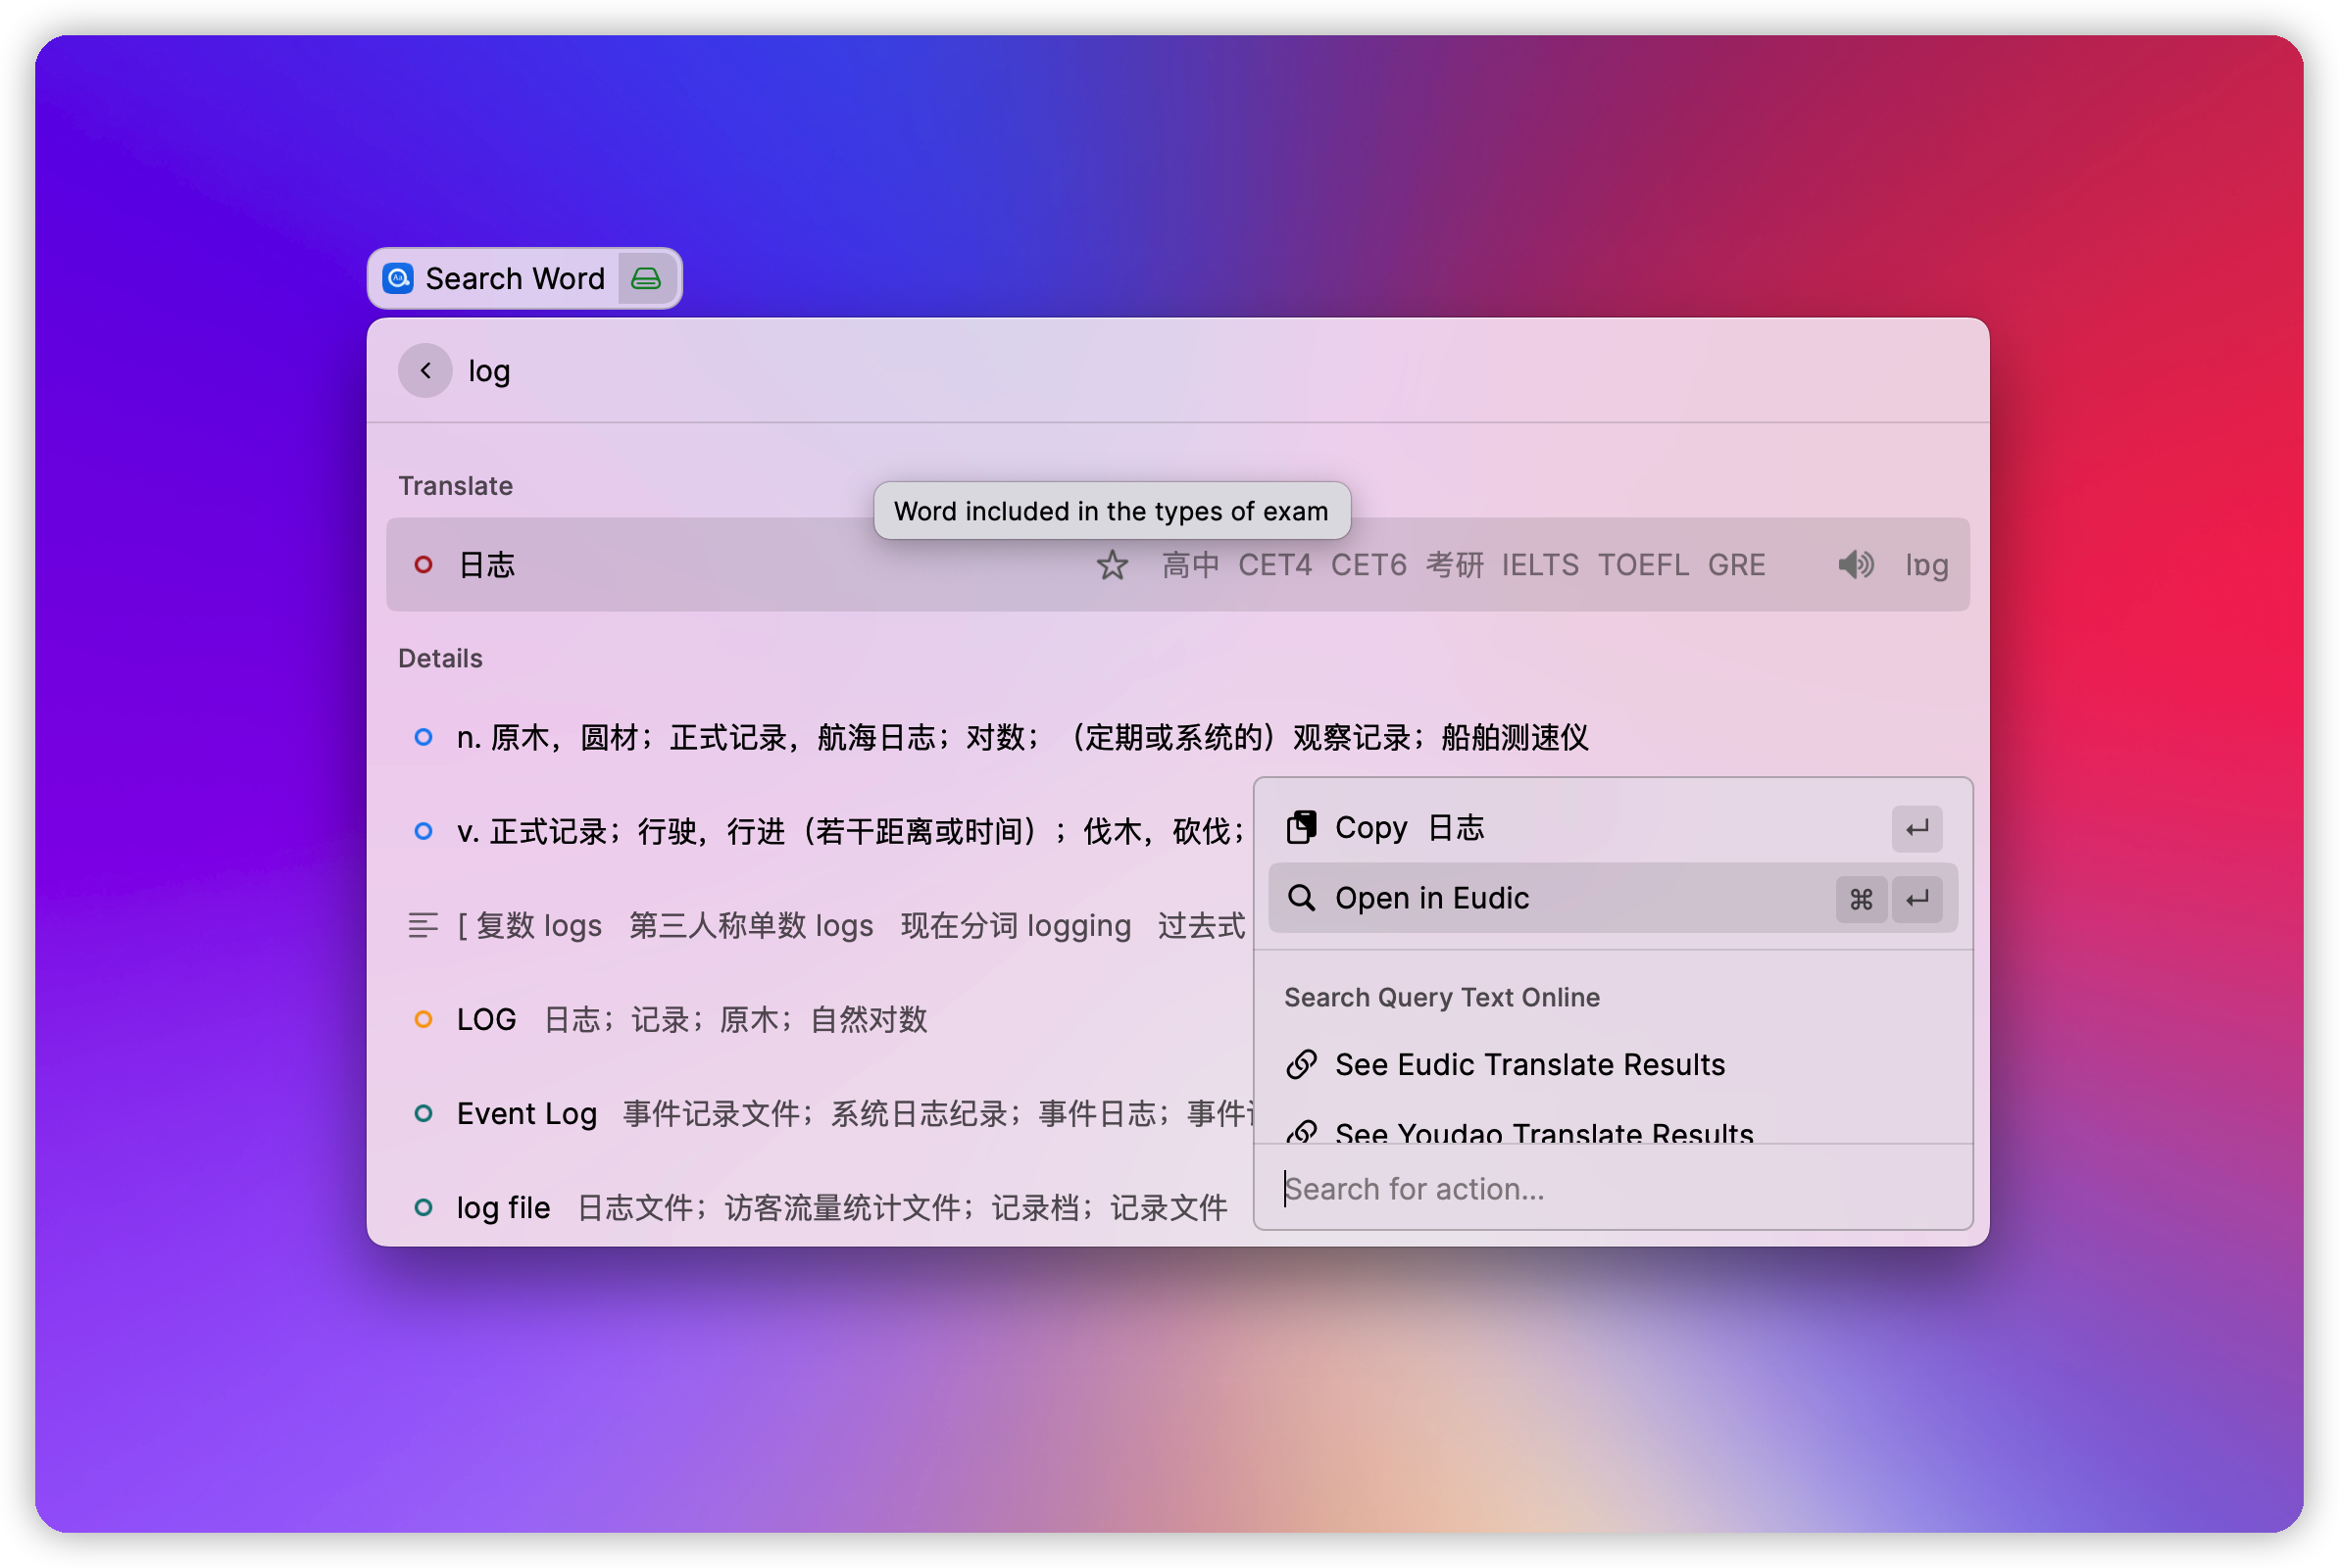 Search Word
log
Translate
Word included in the types of exam
日志 高中 CET4 CET6 考研 IELTS TOEFL GRE lɒg
Details
n. 原木，圆材；正式记录，航海日志；对数；（定期或系统的）观察记录；船舶测速仪
v. 正式记录；行驶，行进（若干距离或时间）；伐木，砍伐；
[ 复数 logs 第三人称单数 logs 现在分词 logging 过去式
LOG 日志；记录；原木；自然对数
Event Log 事件记录文件；系统日志纪录；事件日志；事件
log file 日志文件；访客流量统计文件；记录档；记录文件
Copy 日志
Open in Eudic ⌘
Search Query Text Online
See Eudic Translate Results
See Youdao Translate Results
Search for action...